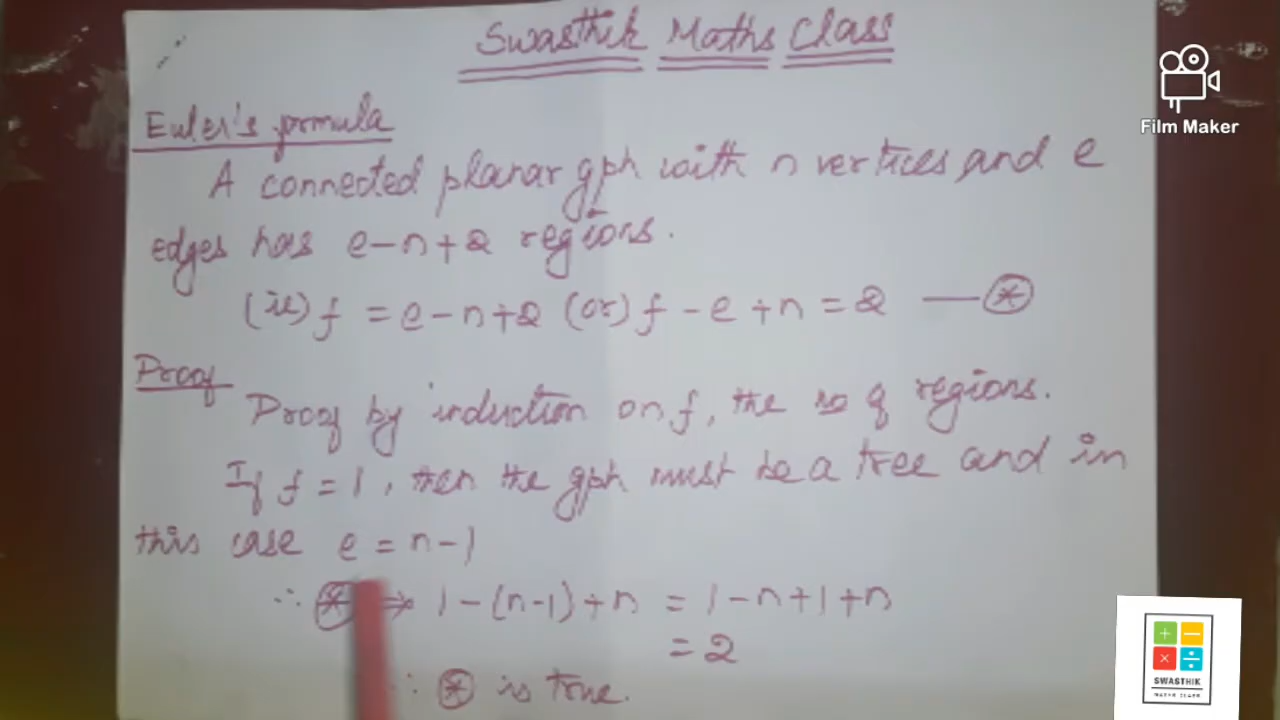 Swasthik Maths Class
Film Maker
Euler's formula
A connected planar gph with n vertices and e
edges has e-n+2 regions.
(ie) f = e-n+2 (or) f-e+n = 2 — ⊛
Proof
Proof by induction on f, the no of regions.
If f = 1, then the gph must be a tree and in
this case e = n-1
∴ ⊛ ⇒ 1-(n-1)+n = 1-n+1+n
= 2
∴ ⊛ is true.
+ −
× ÷
SWASTHIK
MATHS CLASS